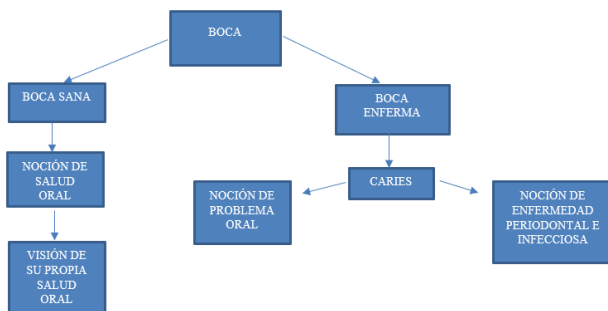 BOCA
BOCA SANA
BOCA
ENFERMA
NOCIÓN DE
SALUD
ORAL
CARIES
NOCIÓN DE
PROBLEMA
ORAL
NOCIÓN DE
ENFERMEDAD
PERIODONTAL E
INFECCIOSA
VISIÓN DE
SU PROPIA
SALUD
ORAL